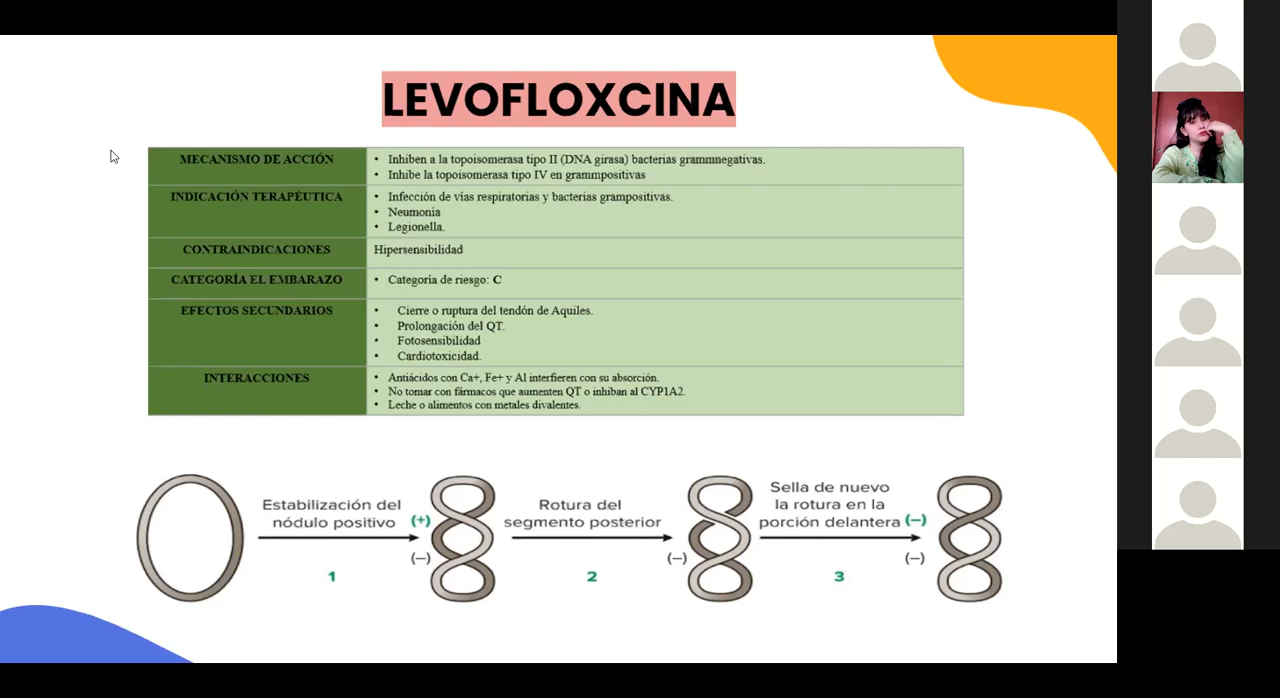 LEVOFLOXCINA
MECANISMO DE ACCIÓN
• Inhiben a la topoisomerasa tipo II (DNA girasa) bacterias grammnegativas.
• Inhibe la topoisomerasa tipo IV en grammpositivas
INDICACIÓN TERAPÉUTICA
• Infección de vías respiratorias y bacterias grampositivas.
• Neumonía
• Legionella.
CONTRAINDICACIONES
Hipersensibilidad
CATEGORÍA EL EMBARAZO
• Categoría de riesgo: C
EFECTOS SECUNDARIOS
• Cierre o ruptura del tendón de Aquiles.
• Prolongación del QT.
• Fotosensibilidad
• Cardiotoxicidad.
INTERACCIONES
• Antiácidos con Ca+, Fe+ y Al interfieren con su absorción.
• No tomar con fármacos que aumenten QT o inhiban al CYP1A2.
• Leche o alimentos con metales divalentes.
Estabilización del
nódulo positivo
1
(+)
(−)
Rotura del
segmento posterior
2
(−)
Sella de nuevo
la rotura en la
porción delantera
3
(−)
(−)